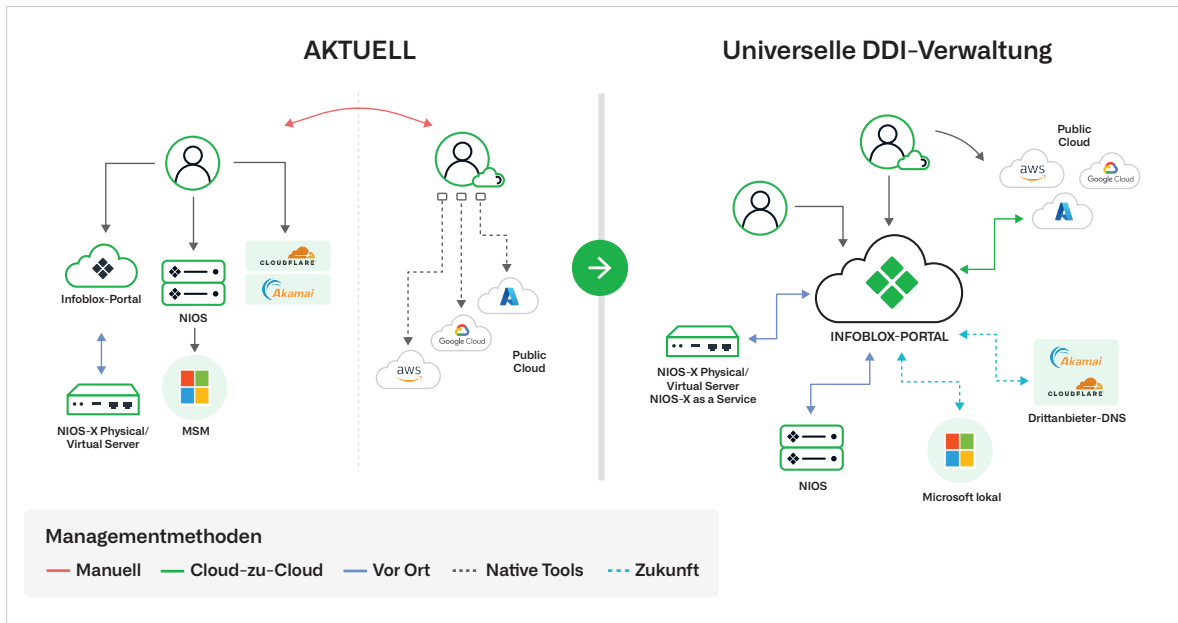 AKTUELL
Infoblox-Portal
NIOS
CLOUDFLARE
Akamai
NIOS-X Physical/
Virtual Server
MSM
Google Cloud
aws
Public
Cloud
Universelle DDI-Verwaltung
Public
Cloud
aws
Google Cloud
INFOBLOX-PORTAL
NIOS-X Physical/
Virtual Server
NIOS-X as a Service
NIOS
Microsoft lokal
Akamai
CLOUDFLARE
Drittanbieter-DNS
Managementmethoden
Manuell
Cloud-zu-Cloud
Vor Ort
Native Tools
Zukunft